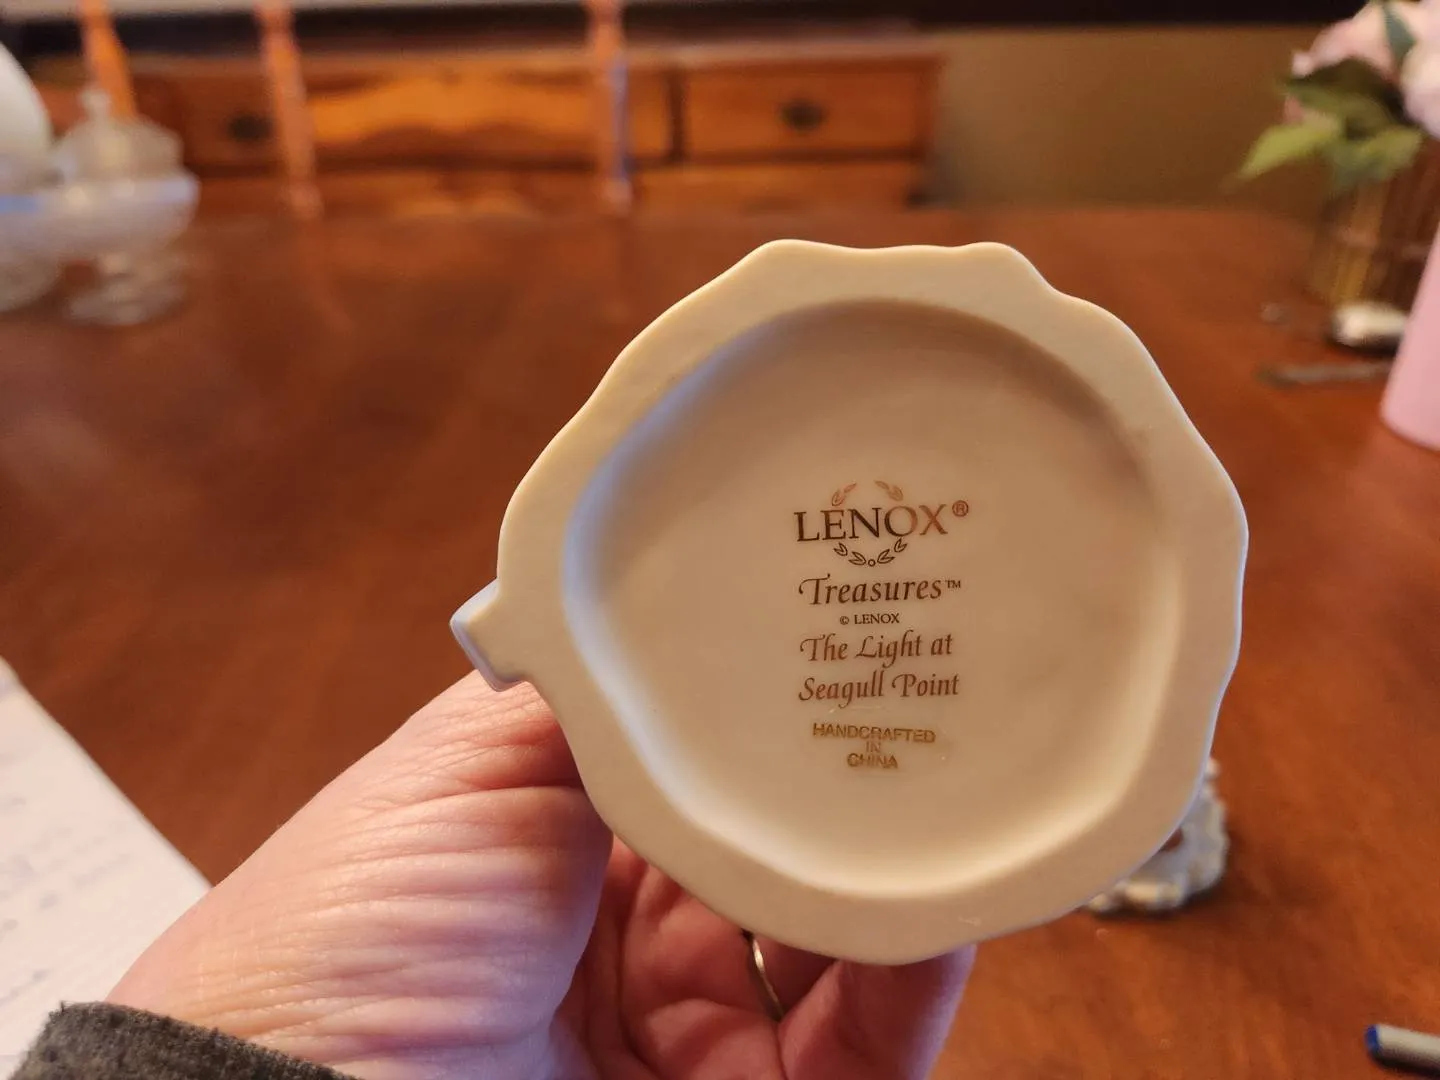 LENOX®
Treasures™
© LENOX
The Light at
Seagull Point
HANDCRAFTED
IN
CHINA